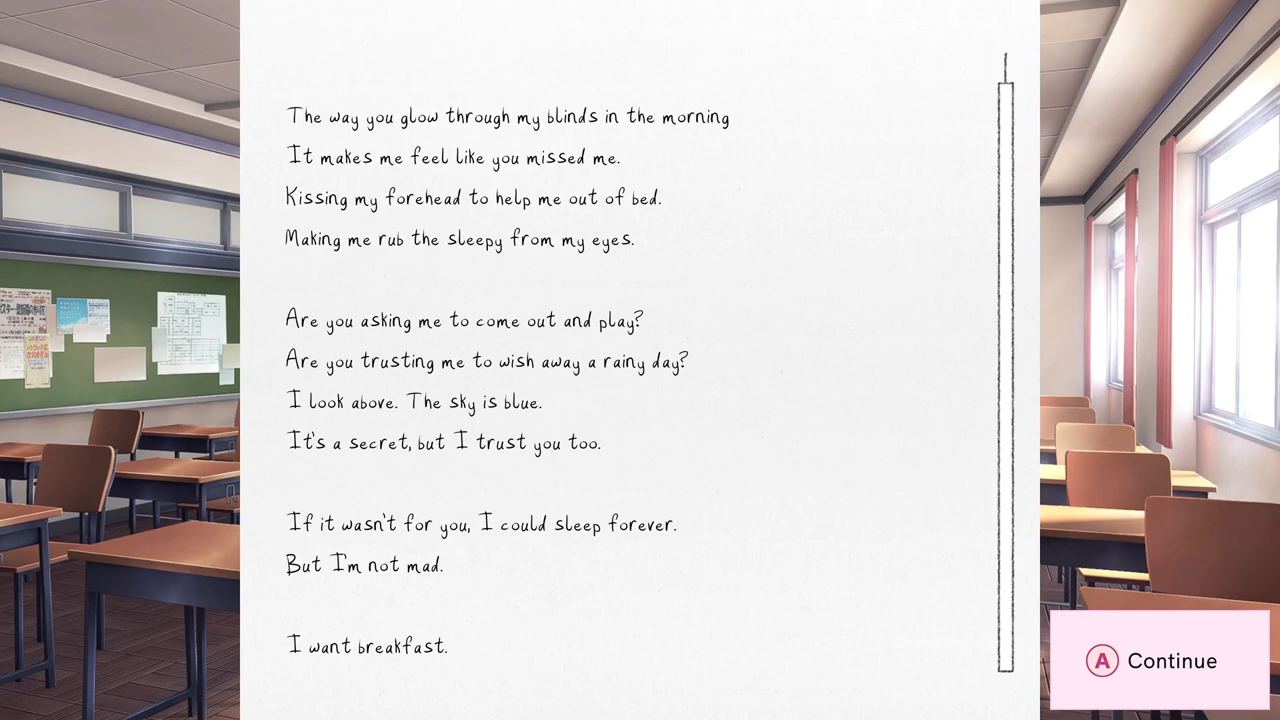 The way you glow through my blinds in the morning
It makes me feel like you missed me.
Kissing my forehead to help me out of bed.
Making me rub the sleepy from my eyes.
Are you asking me to come out and play?
Are you trusting me to wish away a rainy day?
I look above. The sky is blue.
It's a secret, but I trust you too.
If it wasn't for you, I could sleep forever.
But I'm not mad.
I want breakfast.
A Continue